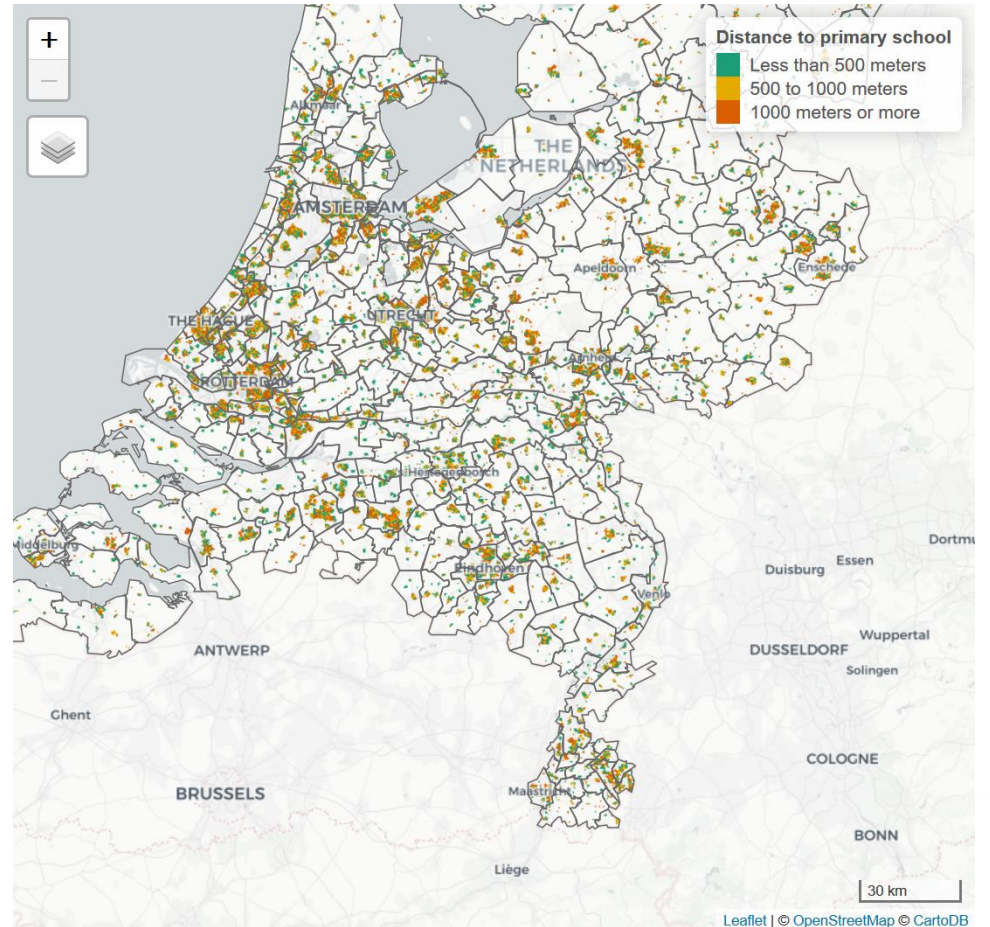 +
−
Distance to primary school
Less than 500 meters
500 to 1000 meters
1000 meters or more
Alkmaar
THE
NETHERLANDS
AMSTERDAM
Apeldoorn
Enschede
THE HAGUE
UTRECHT
Arnhem
ROTTERDAM
's-Hertogenbosch
Middelburg
Eindhoven
Venlo
Dortmu
Essen
Duisburg
ANTWERP
DUSSELDORF
Wuppertal
Solingen
Ghent
COLOGNE
BRUSSELS
Maastricht
BONN
Liège
30 km
Leaflet | © OpenStreetMap © CartoDB